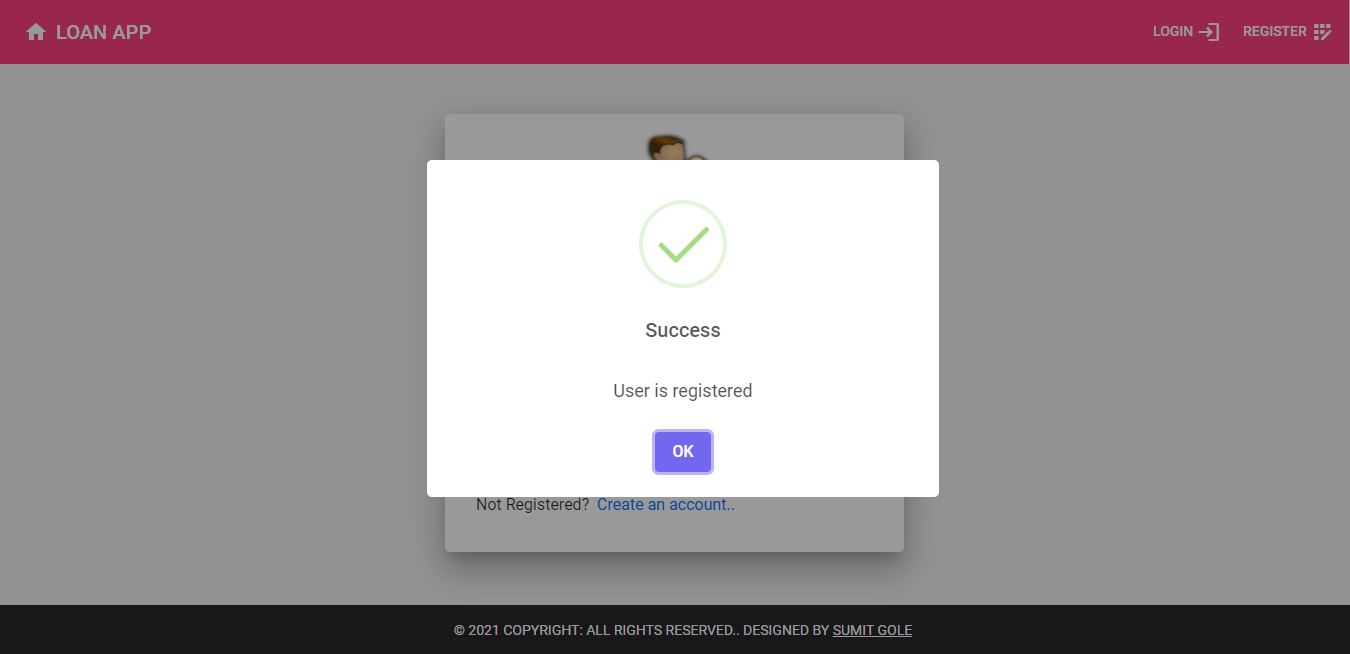 LOAN APP
LOGIN
REGISTER
Success
User is registered
OK
Not Registered? Create an account..
© 2021 COPYRIGHT: ALL RIGHTS RESERVED.. DESIGNED BY SUMIT GOLE